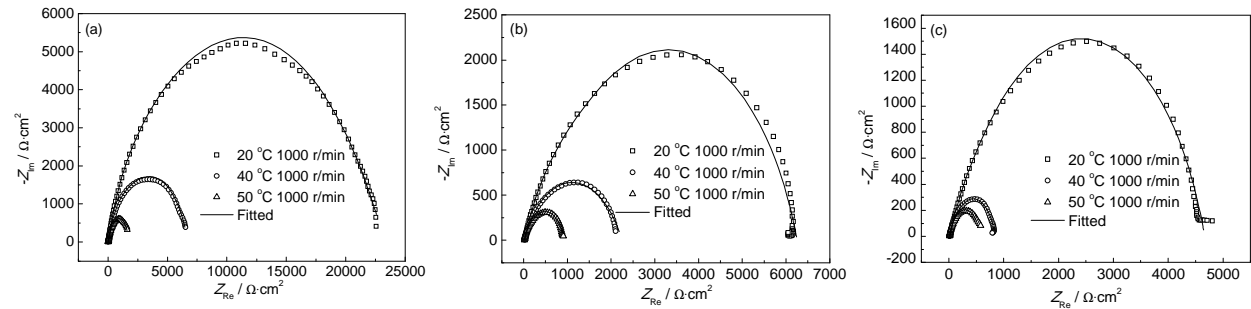 (a)
6000
5000
4000
3000
2000
1000
0
-Z_Im / Ω·cm²
20 °C 1000 r/min
40 °C 1000 r/min
50 °C 1000 r/min
Fitted
0 5000 10000 15000 20000 25000
Z_Re / Ω·cm²
(b)
2500
2000
1500
1000
500
0
-Z_Im / Ω·cm²
20 °C 1000 r/min
40 °C 1000 r/min
50 °C 1000 r/min
Fitted
0 1000 2000 3000 4000 5000 6000 7000
Z_Re / Ω·cm²
(c)
1600
1400
1200
1000
800
600
400
200
0
-200
-Z_Im / Ω·cm²
20 °C 1000 r/min
40 °C 1000 r/min
50 °C 1000 r/min
Fitted
0 1000 2000 3000 4000 5000
Z_Re / Ω·cm²